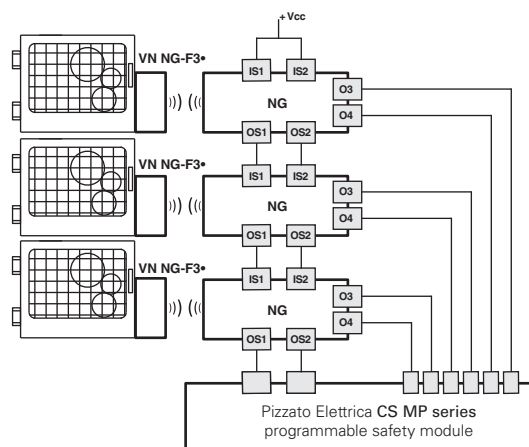 + Vcc
VN NG-F3•
IS1 IS2
O3
NG
O4
OS1 OS2
VN NG-F3•
IS1 IS2
O3
NG
O4
OS1 OS2
VN NG-F3•
IS1 IS2
O3
NG
O4
OS1 OS2
Pizzato Elettrica CS MP series
programmable safety module